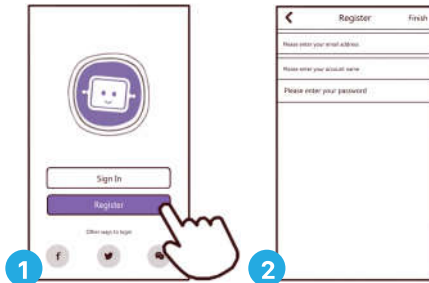 Sign In
Register
Other ways to login
f
1
Register Finish
Please enter your email address
Please enter your account name
Please enter your password
2